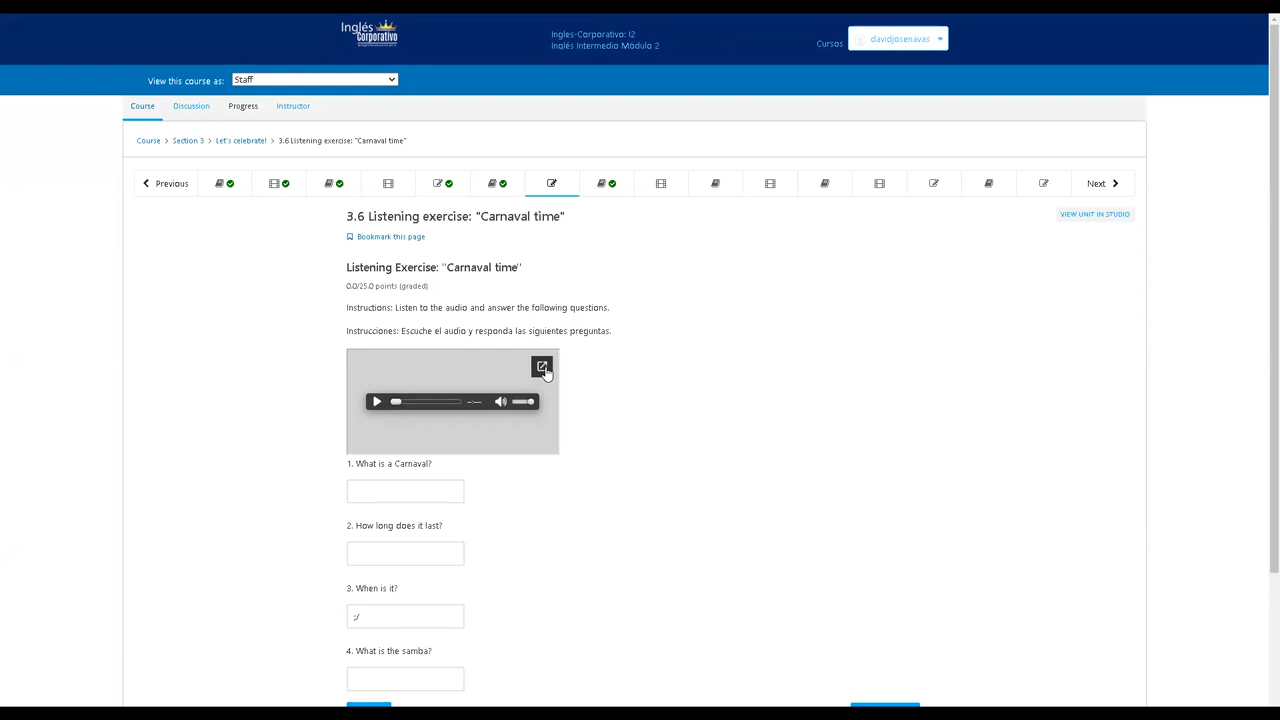 Inglés
Corporativo
Ingles-Corporativo: I2
Inglés Intermedio Módulo 2
Cursos
davidjosenavas
View this course as:
Staff
Course
Discussion
Progress
Instructor
Course > Section 3 > Let's celebrate! > 3.6 Listening exercise: "Carnaval time"
Previous
Next
3.6 Listening exercise: "Carnaval time"
VIEW UNIT IN STUDIO
Bookmark this page
Listening Exercise: "Carnaval time"
0.0/25.0 points (graded)
Instructions: Listen to the audio and answer the following questions.
Instrucciones: Escuche el audio y responda las siguientes preguntas.
--:--
1. What is a Carnaval?
2. How long does it last?
3. When is it?
;/
4. What is the samba?